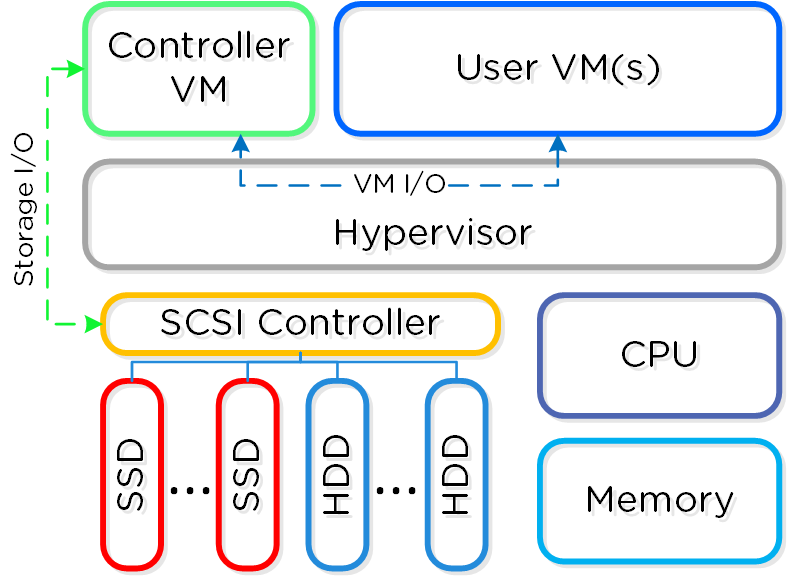 Controller
VM
User VM(s)
Storage I/O
VM I/O
Hypervisor
SCSI Controller
CPU
SSD
...
SSD
HDD
...
HDD
Memory